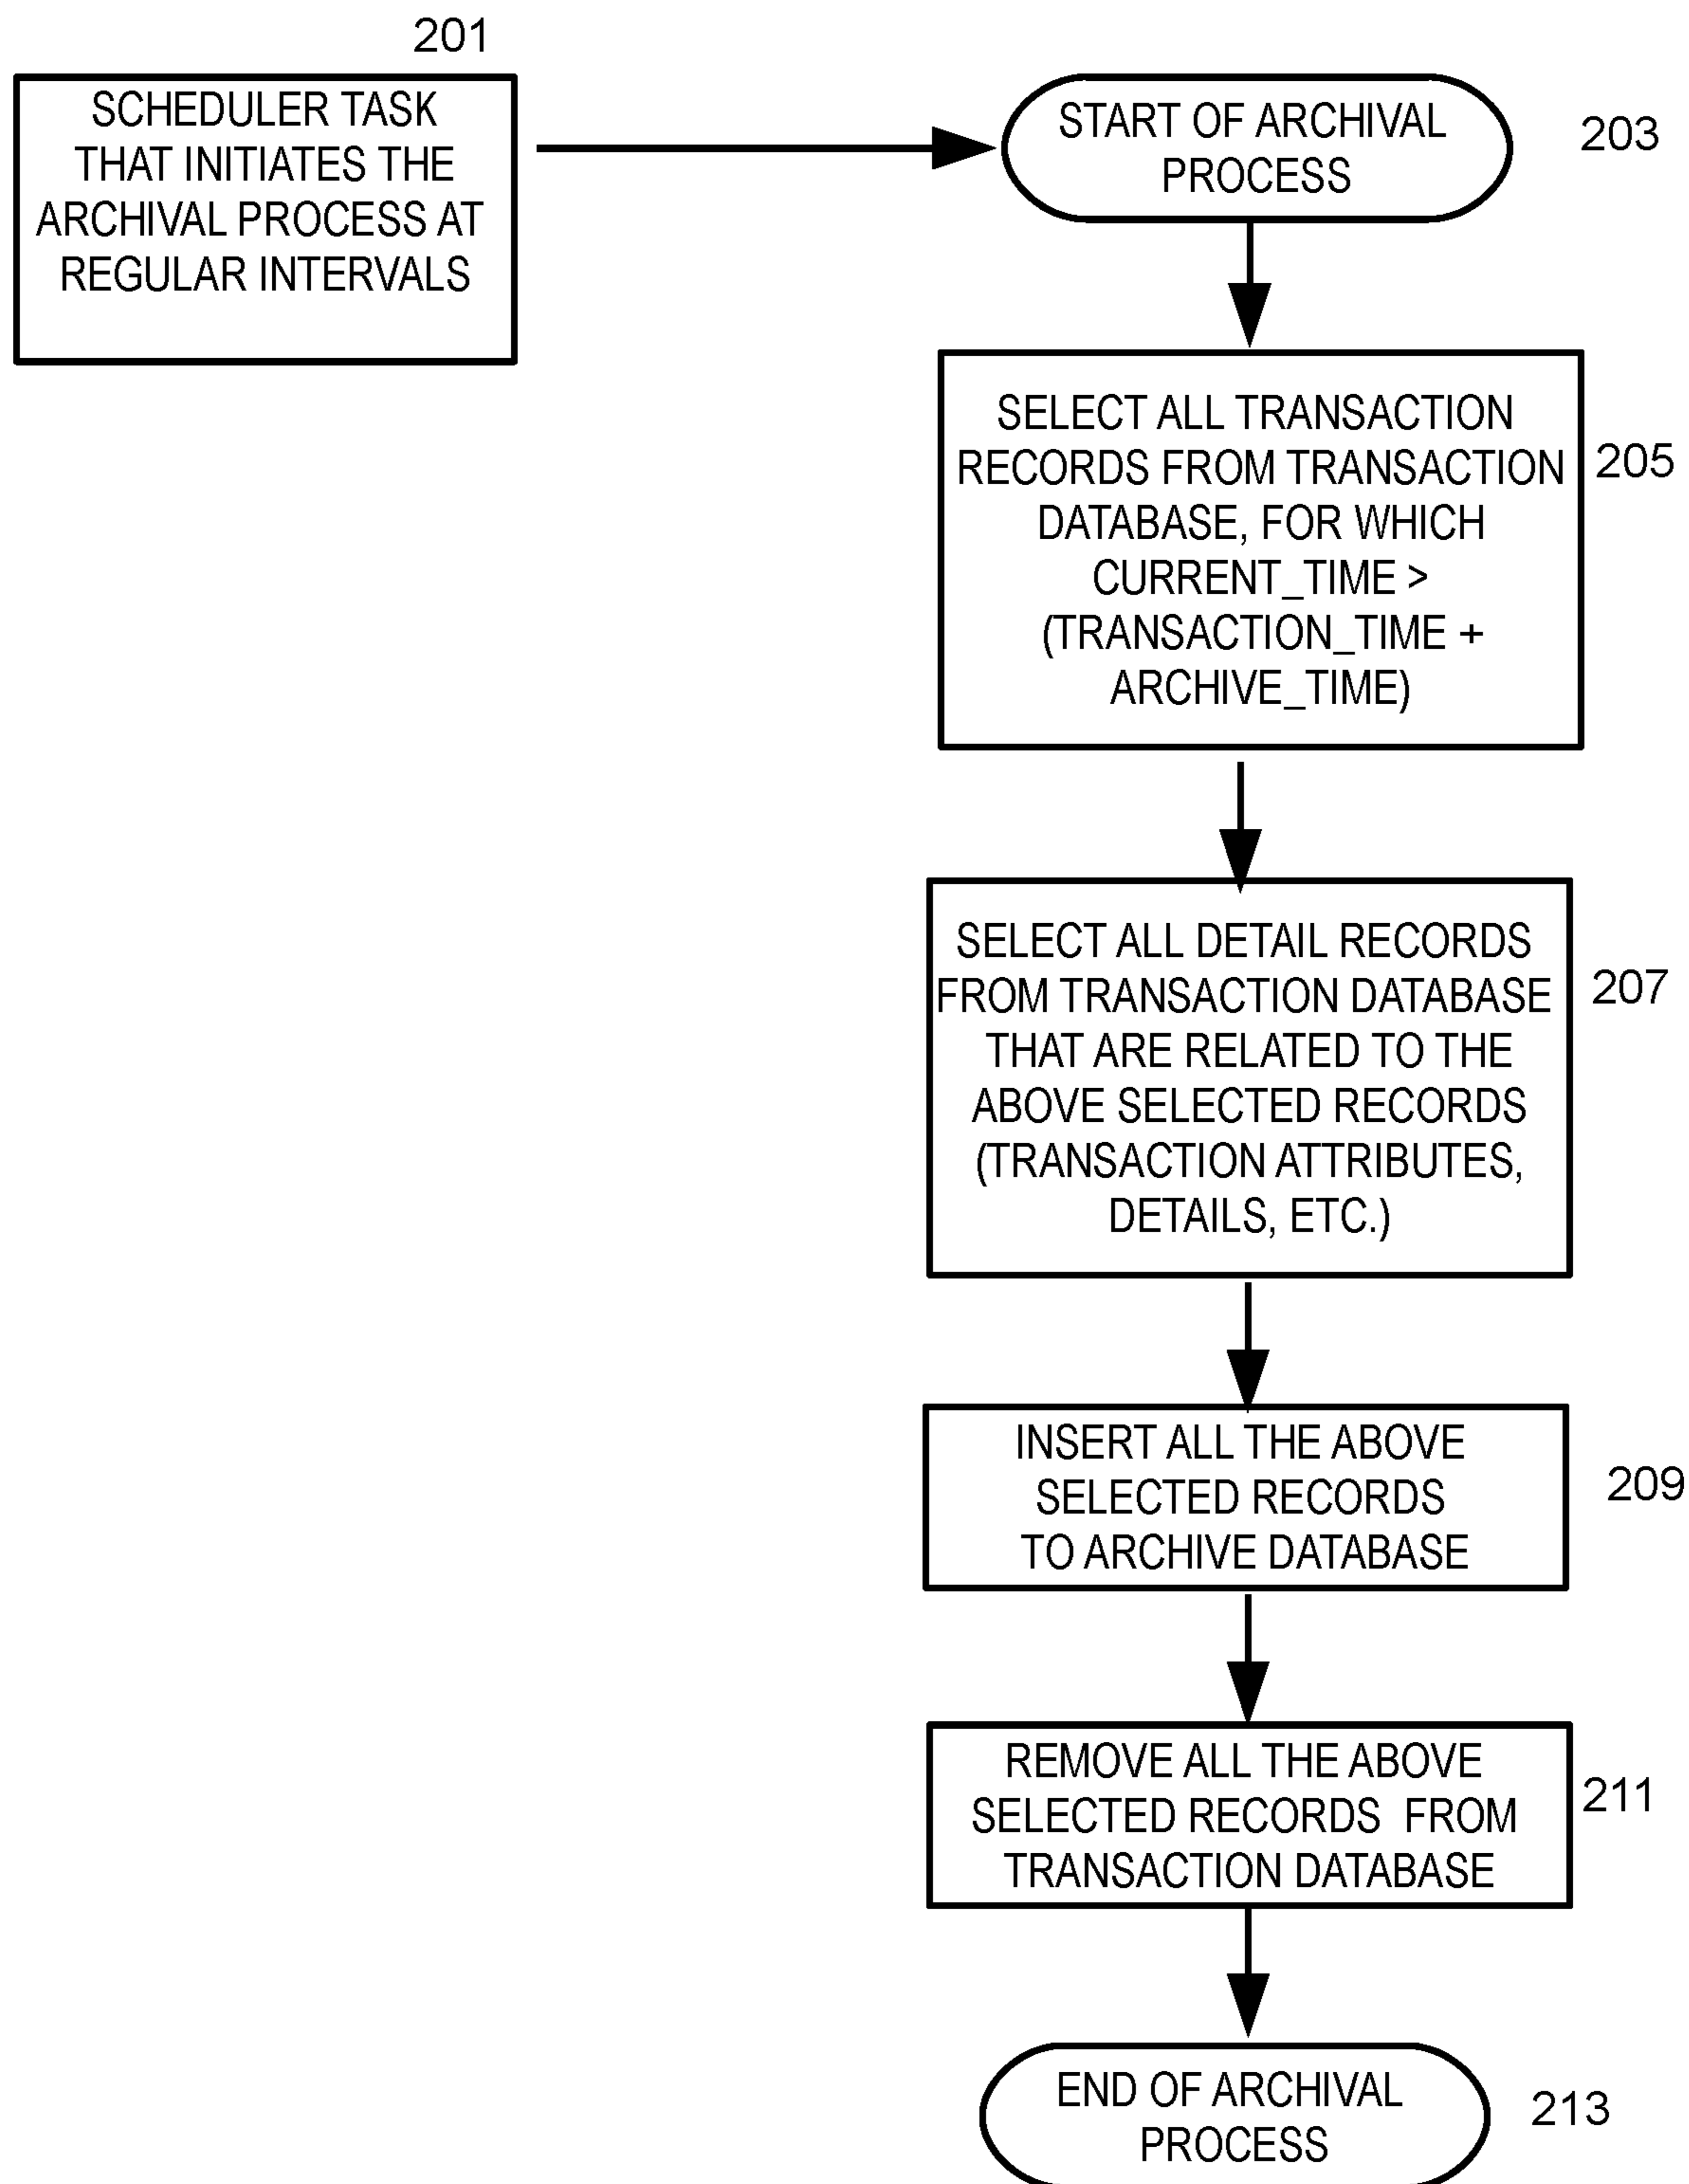 201
SCHEDULER TASK
THAT INITIATES THE
ARCHIVAL PROCESS AT
REGULAR INTERVALS
START OF ARCHIVAL
PROCESS
203
SELECT ALL TRANSACTION
RECORDS FROM TRANSACTION
DATABASE, FOR WHICH
CURRENT_TIME >
(TRANSACTION_TIME +
ARCHIVE_TIME)
205
SELECT ALL DETAIL RECORDS
FROM TRANSACTION DATABASE
THAT ARE RELATED TO THE
ABOVE SELECTED RECORDS
(TRANSACTION ATTRIBUTES,
DETAILS, ETC.)
207
INSERT ALL THE ABOVE
SELECTED RECORDS
TO ARCHIVE DATABASE
209
REMOVE ALL THE ABOVE
SELECTED RECORDS FROM
TRANSACTION DATABASE
211
END OF ARCHIVAL
PROCESS
213